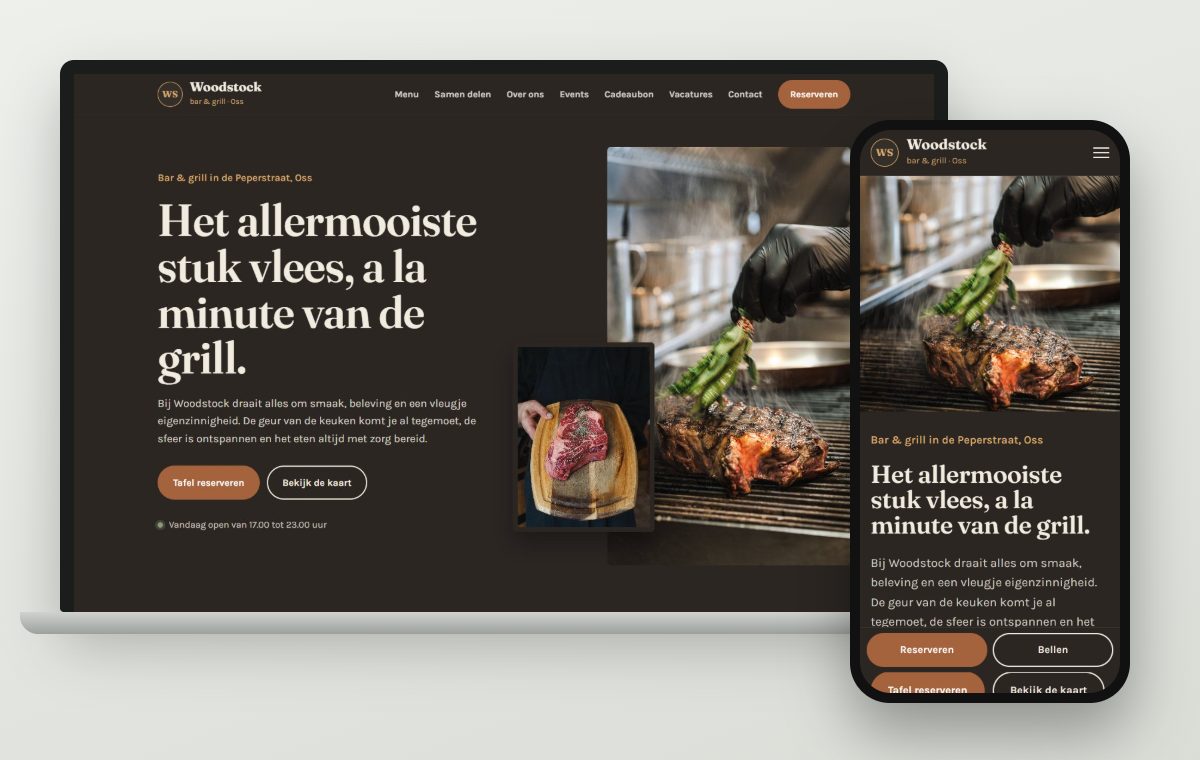 WS
Woodstock
bar & grill · Oss
Menu Samen delen Over ons Events Cadeaubon Vacatures Contact Reserveren
Bar & grill in de Peperstraat, Oss
Het allermooiste
stuk vlees, a la
minute van de
grill.
Bij Woodstock draait alles om smaak, beleving en een vleugje
eigenzinnigheid. De geur van de keuken komt je al tegemoet, de
sfeer is ontspannen en het eten altijd met zorg bereid.
Tafel reserveren Bekijk de kaart
Vandaag open van 17.00 tot 23.00 uur
WS
Woodstock
bar & grill · Oss
Bar & grill in de Peperstraat, Oss
Het allermooiste
stuk vlees, a la
minute van de grill.
Bij Woodstock draait alles om smaak,
beleving en een vleugje eigenzinnigheid.
De geur van de keuken komt je al
tegemoet, de sfeer is ontspannen en het
Reserveren Bellen
Tafel reserveren Bekijk de kaart